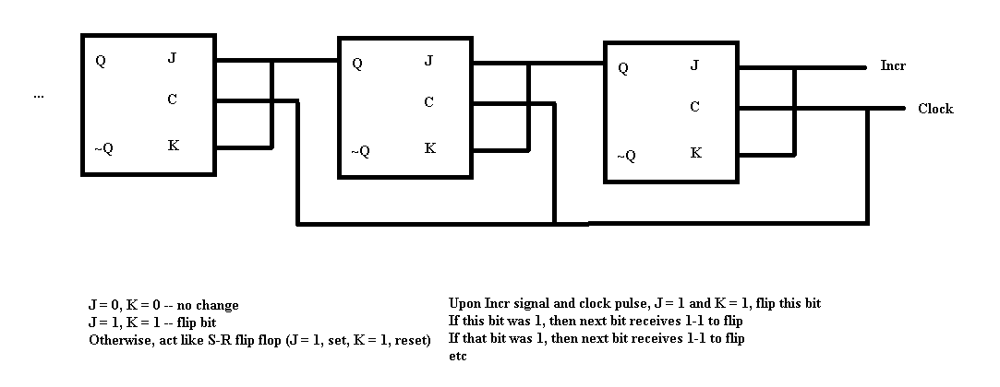 Q J Q J Q J Incr
... C C C Clock
~Q K ~Q K ~Q K
J = 0, K = 0 -- no change
J = 1, K = 1 -- flip bit
Otherwise, act like S-R flip flop (J = 1, set, K = 1, reset)
Upon Incr signal and clock pulse, J = 1 and K = 1, flip this bit
If this bit was 1, then next bit receives 1-1 to flip
If that bit was 1, then next bit receives 1-1 to flip
etc